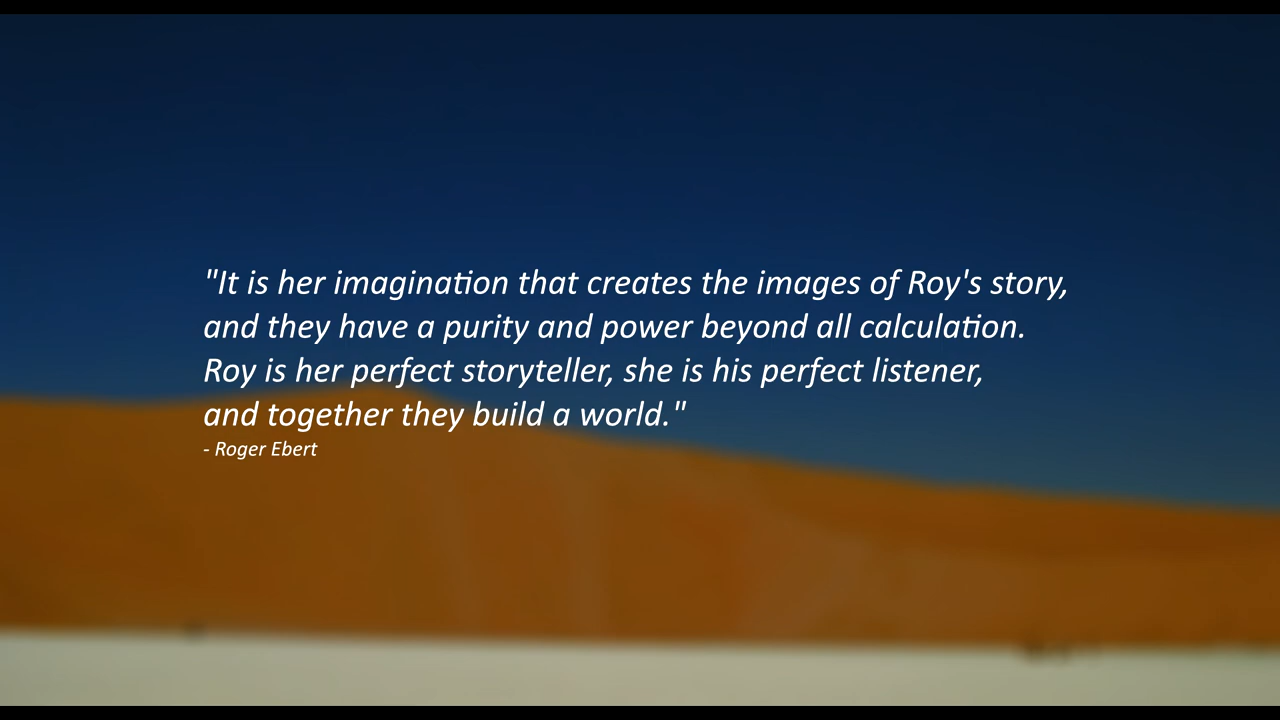 "It is her imagination that creates the images of Roy's story,
and they have a purity and power beyond all calculation.
Roy is her perfect storyteller, she is his perfect listener,
and together they build a world."
- Roger Ebert